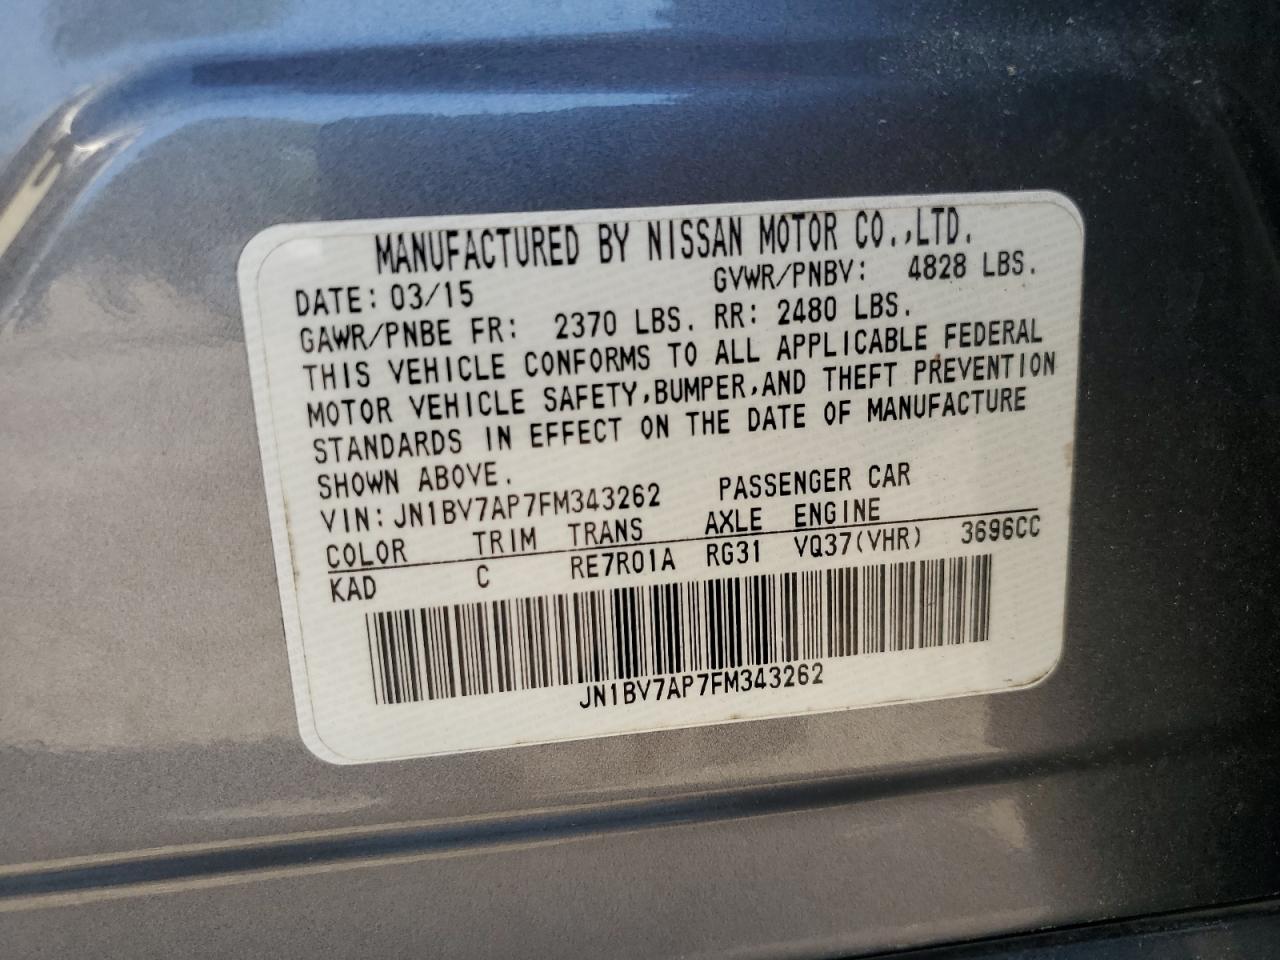 MANUFACTURED BY NISSAN MOTOR CO.,LTD.
DATE: 03/15 GVWR/PNBV: 4828 LBS.
GAWR/PNBE FR: 2370 LBS. RR: 2480 LBS.
THIS VEHICLE CONFORMS TO ALL APPLICABLE FEDERAL
MOTOR VEHICLE SAFETY,BUMPER,AND THEFT PREVENTION
STANDARDS IN EFFECT ON THE DATE OF MANUFACTURE
SHOWN ABOVE.
VIN: JN1BV7AP7FM343262 PASSENGER CAR
COLOR TRIM TRANS AXLE ENGINE
KAD C RE7R01A RG31 VQ37(VHR) 3696CC
JN1BV7AP7FM343262